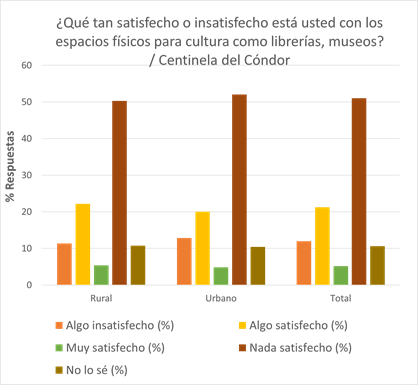 ¿Qué tan satisfecho o insatisfecho está usted con los
espacios físicos para cultura como librerías, museos?
/ Centinela del Cóndor
% Respuestas
60
50
40
30
20
10
0
Rural Urbano Total
Algo insatisfecho (%) Algo satisfecho (%)
Muy satisfecho (%) Nada satisfecho (%)
No lo sé (%)